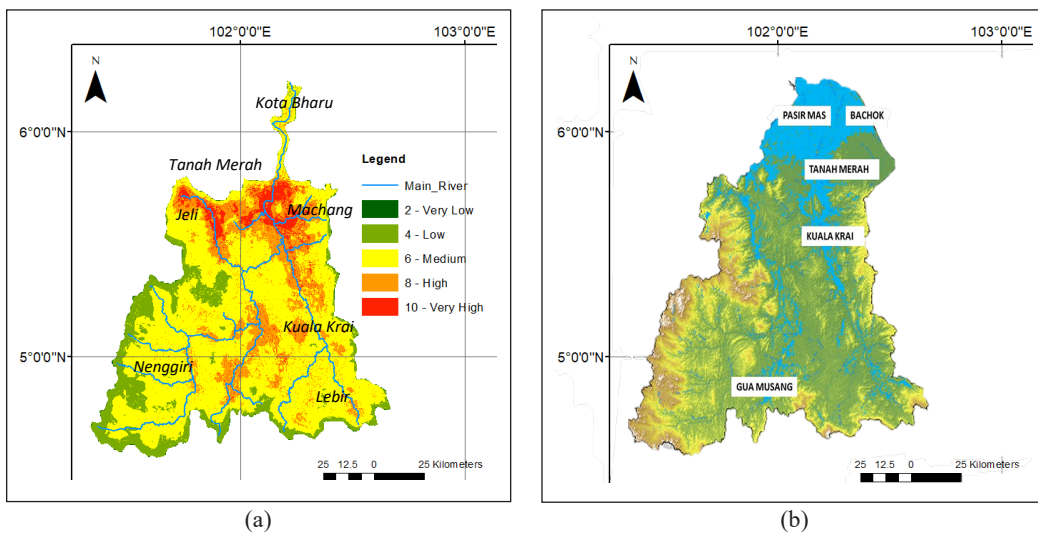 102°0'0"E
103°0'0"E
N
Kota Bharu
6°0'0"N
Tanah Merah
Legend
Main_River
Jeli
Machang
2 - Very Low
4 - Low
6 - Medium
8 - High
10 - Very High
Kuala Krai
5°0'0"N
Nenggiri
Lebir
25 12.5 0 25 Kilometers
(a)
102°0'0"E
103°0'0"E
N
PASIR MAS
BACHOK
6°0'0"N
TANAH MERAH
KUALA KRAI
5°0'0"N
GUA MUSANG
25 12.5 0 25 Kilometers
(b)